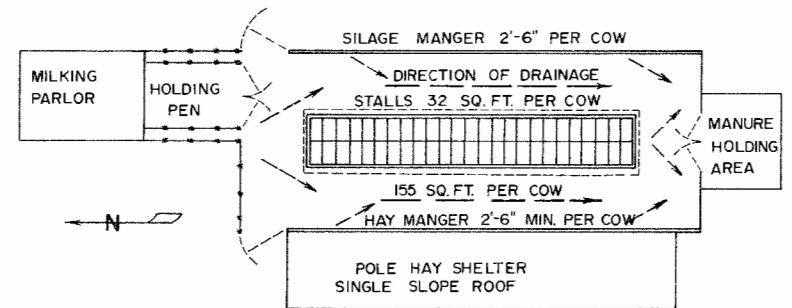 SILAGE MANGER 2'-6" PER COW
MILKING
PARLOR
HOLDING
PEN
DIRECTION OF DRAINAGE
STALLS 32 SQ. FT. PER COW
MANURE
HOLDING
AREA
155 SQ. FT. PER COW
HAY MANGER 2'-6" MIN. PER COW
N
POLE HAY SHELTER
SINGLE SLOPE ROOF